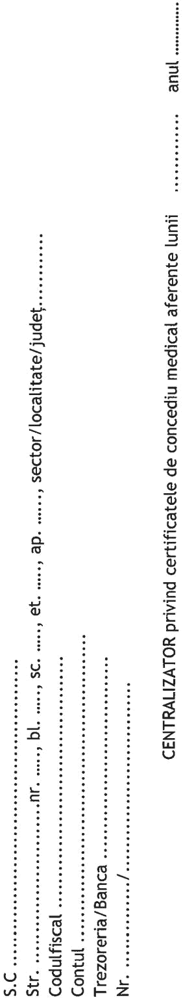 S.C ................................................
Str. ..........................nr. ....., bl. ....., sc. ....., et. ....., ap. ......, sector/localitate/județ............
Codulfiscal ................................................
Contul ................................................
Trezoreria/Banca ................................
Nr. .............../................................
CENTRALIZATOR privind certificatele de concediu medical aferente lunii ............. anul .............